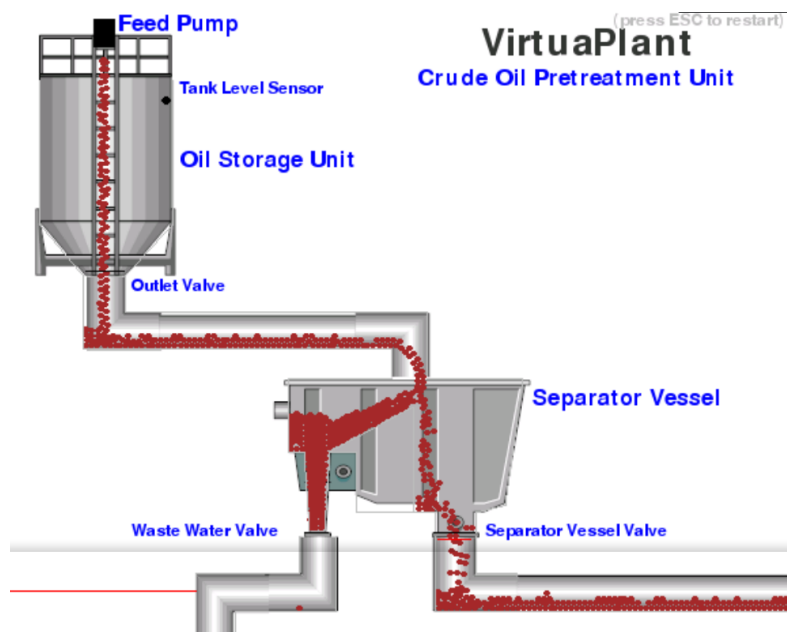 Feed Pump
(press ESC to restart)
VirtuaPlant
Crude Oil Pretreatment Unit
Tank Level Sensor
Oil Storage Unit
Outlet Valve
Separator Vessel
Waste Water Valve
Separator Vessel Valve